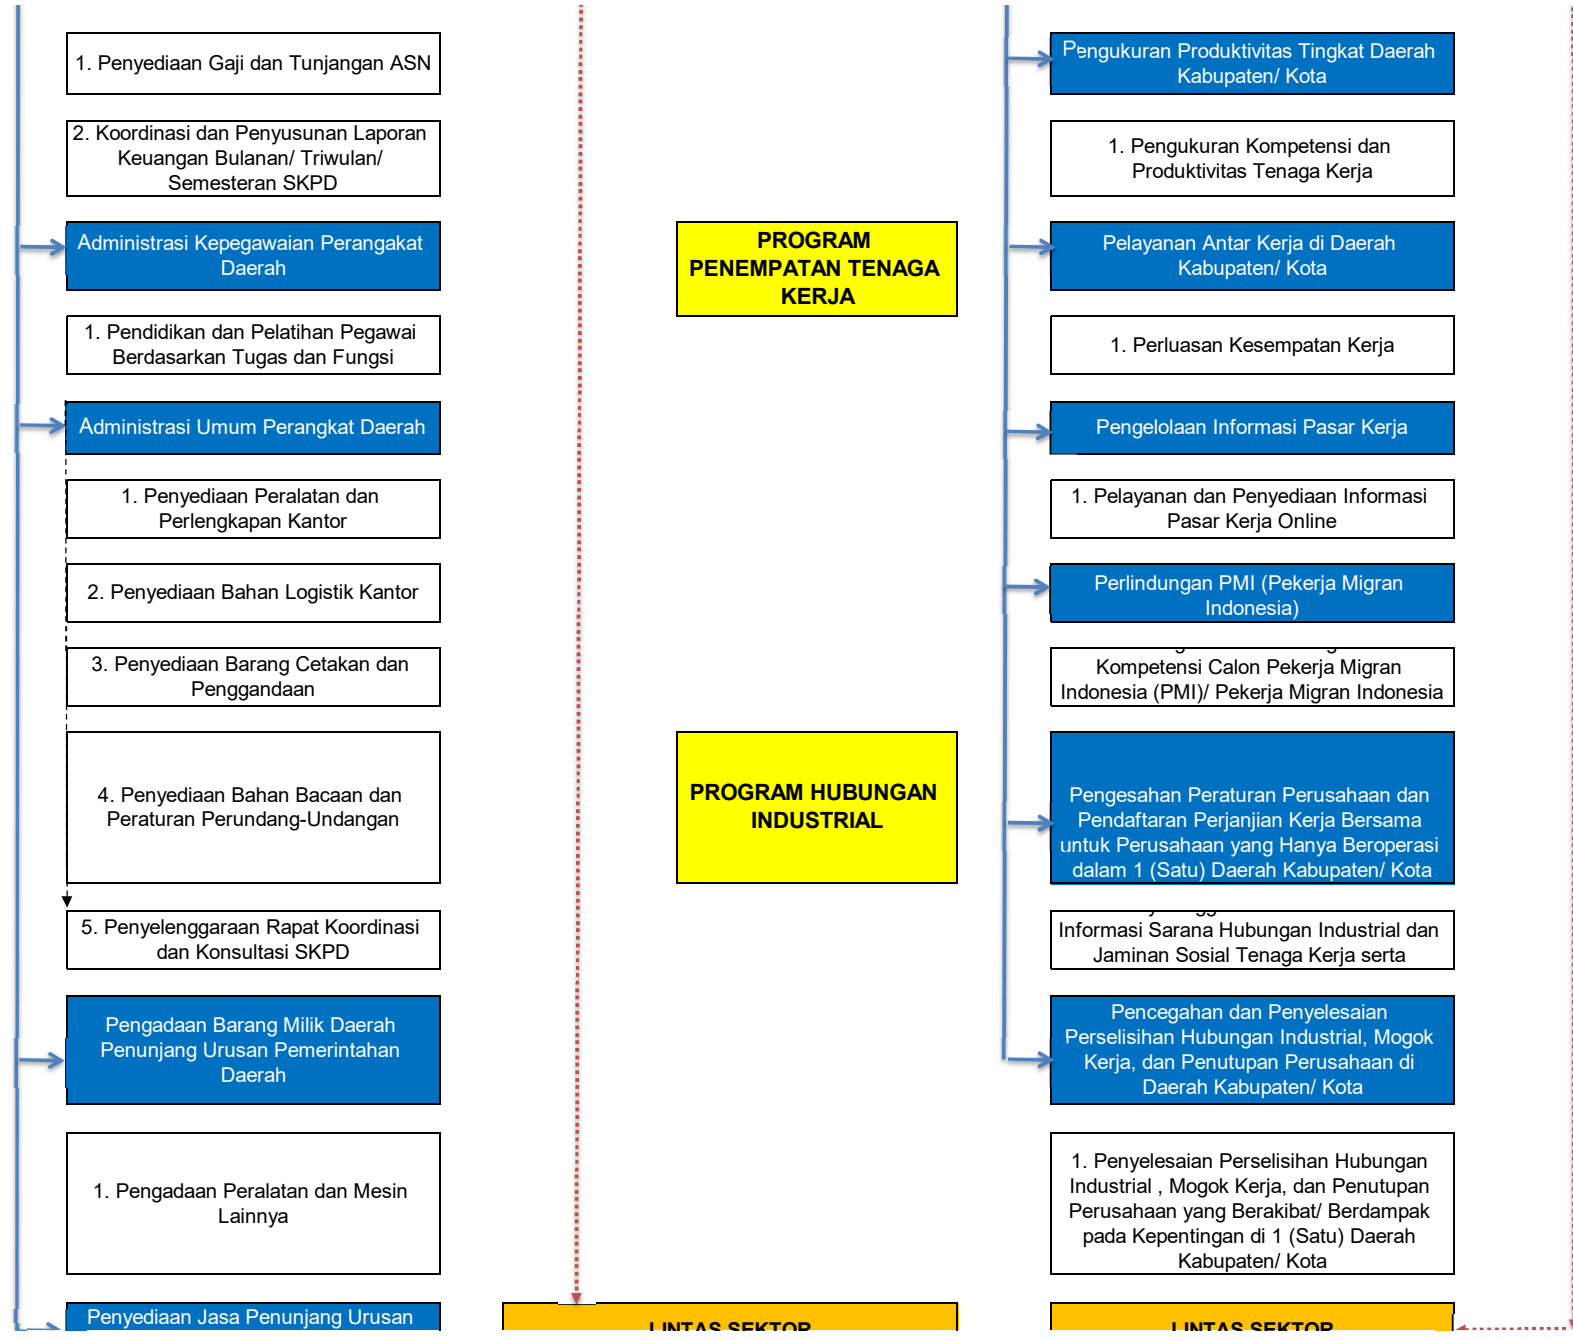 1. Penyediaan Gaji dan Tunjangan ASN
2. Koordinasi dan Penyusunan Laporan
Keuangan Bulanan/ Triwulan/
Semesteran SKPD
Administrasi Kepegawaian Perangakat
Daerah
1. Pendidikan dan Pelatihan Pegawai
Berdasarkan Tugas dan Fungsi
Administrasi Umum Perangkat Daerah
1. Penyediaan Peralatan dan
Perlengkapan Kantor
2. Penyediaan Bahan Logistik Kantor
3. Penyediaan Barang Cetakan dan
Penggandaan
4. Penyediaan Bahan Bacaan dan
Peraturan Perundang-Undangan
5. Penyelenggaraan Rapat Koordinasi
dan Konsultasi SKPD
Pengadaan Barang Milik Daerah
Penunjang Urusan Pemerintahan
Daerah
1. Pengadaan Peralatan dan Mesin
Lainnya
Penyediaan Jasa Penunjang Urusan
PROGRAM
PENEMPATAN TENAGA
KERJA
PROGRAM HUBUNGAN
INDUSTRIAL
LINTAS SEKTOR
Pengukuran Produktivitas Tingkat Daerah
Kabupaten/ Kota
1. Pengukuran Kompetensi dan
Produktivitas Tenaga Kerja
Pelayanan Antar Kerja di Daerah
Kabupaten/ Kota
1. Perluasan Kesempatan Kerja
Pengelolaan Informasi Pasar Kerja
1. Pelayanan dan Penyediaan Informasi
Pasar Kerja Online
Perlindungan PMI (Pekerja Migran
Indonesia)
Kompetensi Calon Pekerja Migran
Indonesia (PMI)/ Pekerja Migran Indonesia
Pengesahan Peraturan Perusahaan dan
Pendaftaran Perjanjian Kerja Bersama
untuk Perusahaan yang Hanya Beroperasi
dalam 1 (Satu) Daerah Kabupaten/ Kota
Informasi Sarana Hubungan Industrial dan
Jaminan Sosial Tenaga Kerja serta
Pencegahan dan Penyelesaian
Perselisihan Hubungan Industrial, Mogok
Kerja, dan Penutupan Perusahaan di
Daerah Kabupaten/ Kota
1. Penyelesaian Perselisihan Hubungan
Industrial , Mogok Kerja, dan Penutupan
Perusahaan yang Berakibat/ Berdampak
pada Kepentingan di 1 (Satu) Daerah
Kabupaten/ Kota
LINTAS SEKTOR